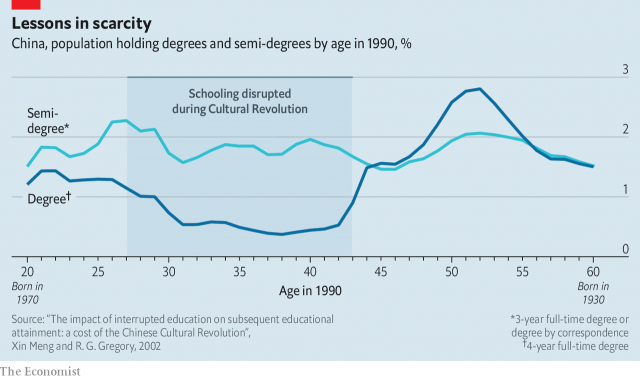 Lessons in scarcity
China, population holding degrees and semi-degrees by age in 1990, %
3
Schooling disrupted
during Cultural Revolution
Semi-
degree*
2
Degree†
1
0
20
25
30
35
40
45
50
55
60
Born in
1970
Age in 1990
Born in
1930
Source: "The impact of interrupted education on subsequent educational
attainment: a cost of the Chinese Cultural Revolution",
Xin Meng and R. G. Gregory, 2002
*3-year full-time degree or
degree by correspondence
†4-year full-time degree
The Economist